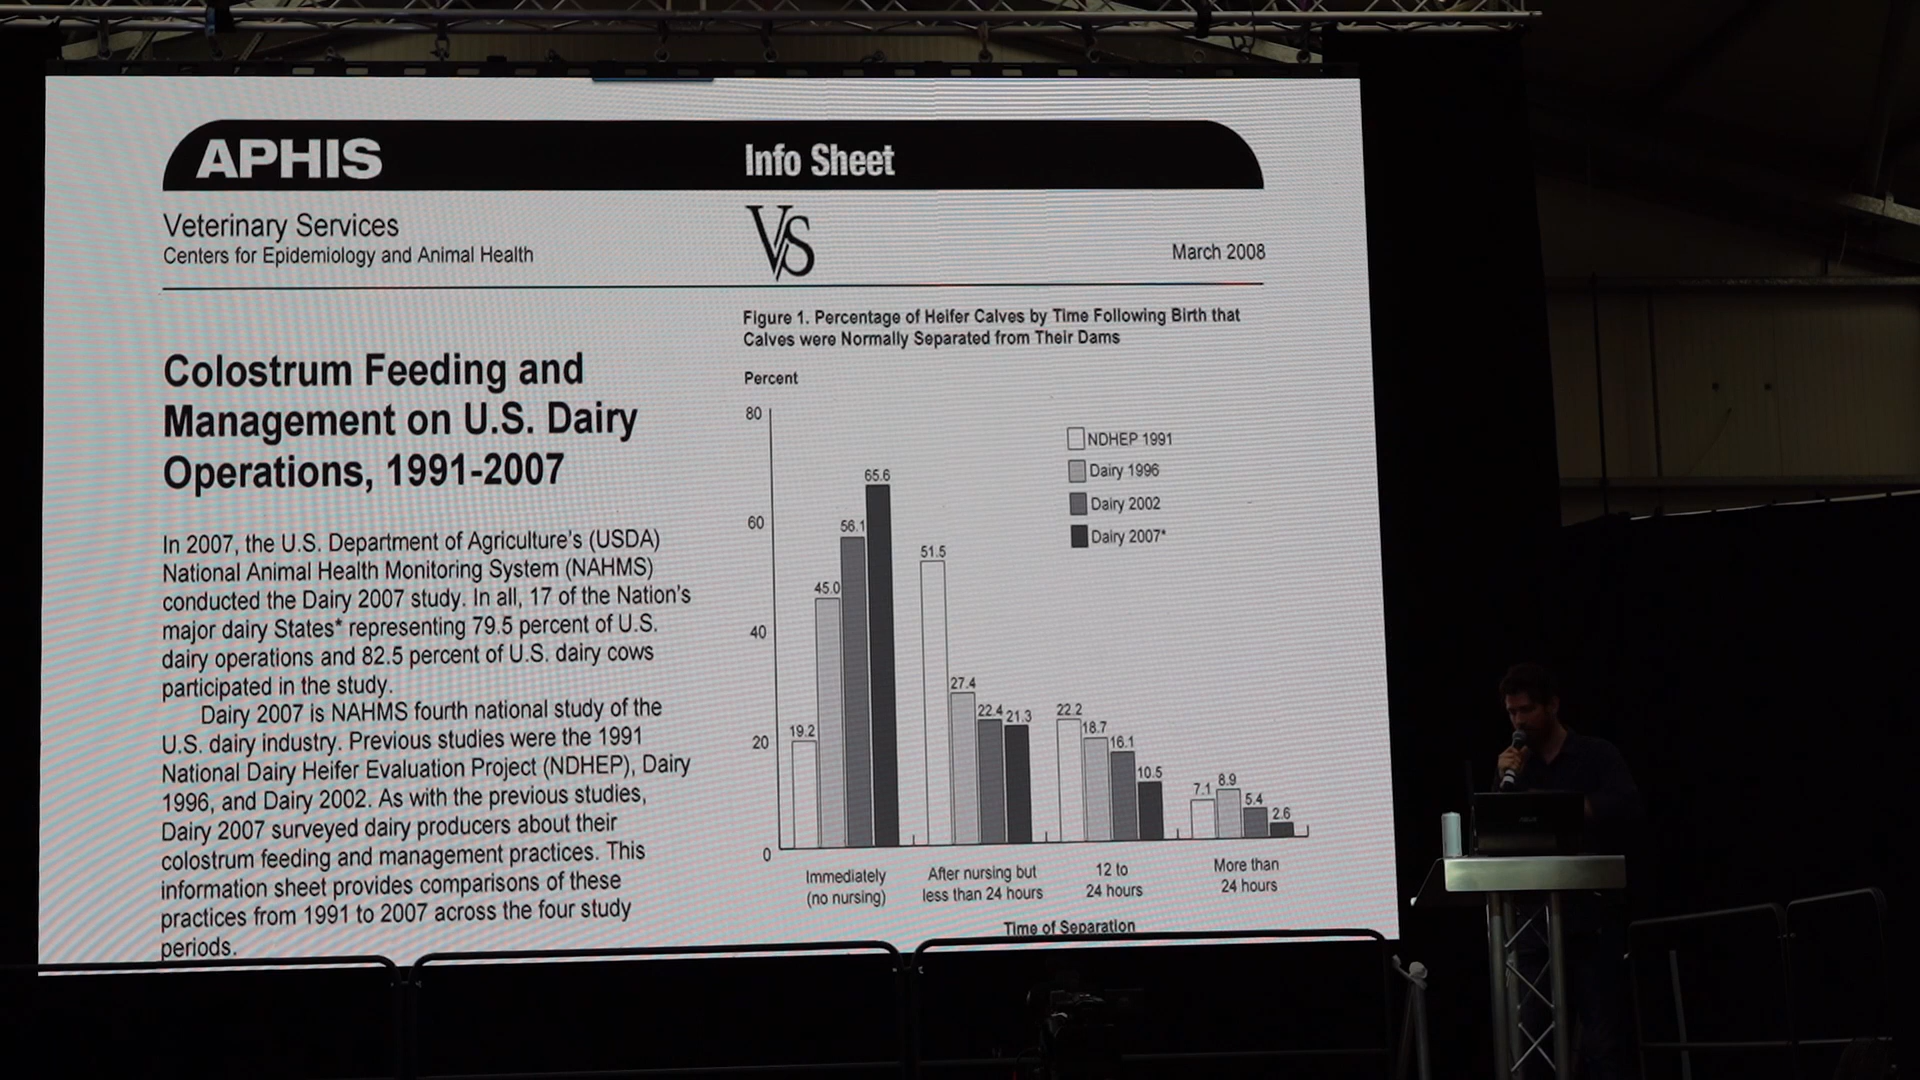 APHIS
Info Sheet
Veterinary Services
Centers for Epidemiology and Animal Health
VS
March 2008
Colostrum Feeding and
Management on U.S. Dairy
Operations, 1991-2007
In 2007, the U.S. Department of Agriculture's (USDA)
National Animal Health Monitoring System (NAHMS)
conducted the Dairy 2007 study. In all, 17 of the Nation's
major dairy States* representing 79.5 percent of U.S.
dairy operations and 82.5 percent of U.S. dairy cows
participated in the study.
Dairy 2007 is NAHMS fourth national study of the
U.S. dairy industry. Previous studies were the 1991
National Dairy Heifer Evaluation Project (NDHEP), Dairy
1996, and Dairy 2002. As with the previous studies,
Dairy 2007 surveyed dairy producers about their
colostrum feeding and management practices. This
information sheet provides comparisons of these
practices from 1991 to 2007 across the four study
periods.
Figure 1. Percentage of Heifer Calves by Time Following Birth that
Calves were Normally Separated from Their Dams
Percent
80
60
40
20
0
NDHEP 1991
Dairy 1996
Dairy 2002
Dairy 2007*
19.2
45.0
56.1
65.6
51.5
27.4
22.4
21.3
22.2
18.7
16.1
10.5
7.1
8.9
5.4
2.6
Immediately
(no nursing)
After nursing but
less than 24 hours
12 to
24 hours
More than
24 hours
Time of Separation